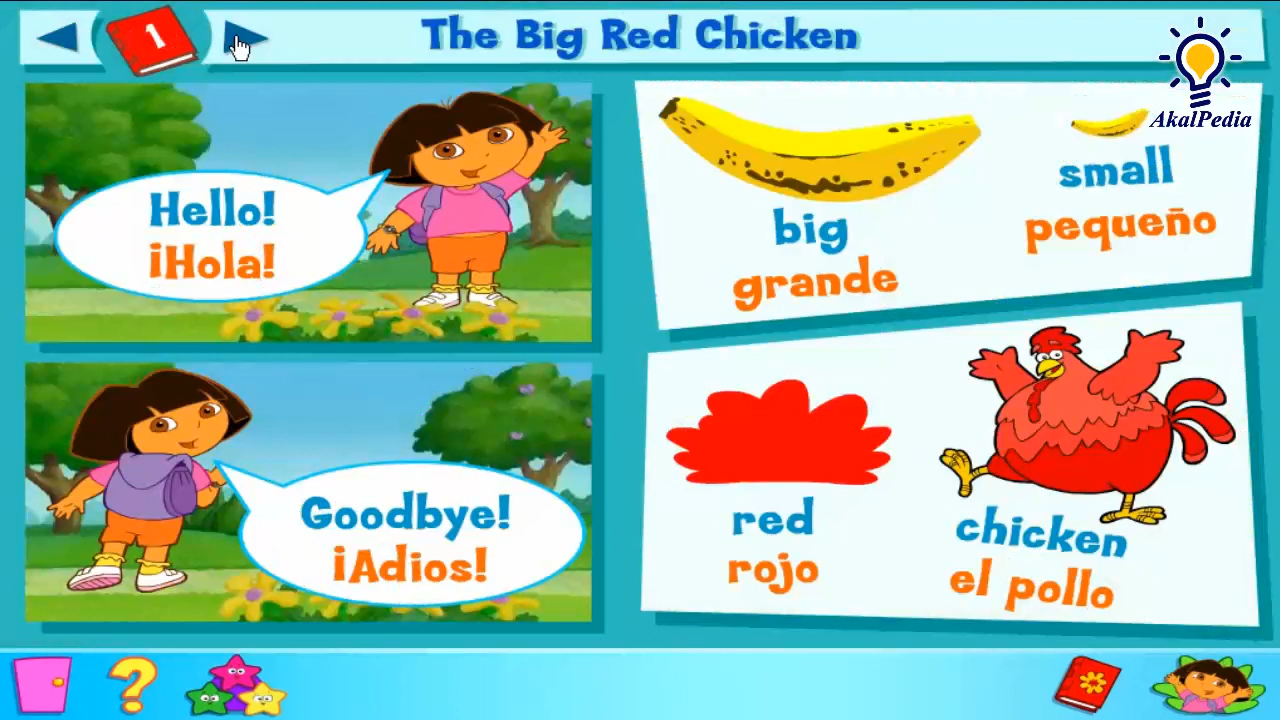 1
The Big Red Chicken
AkalPedia
Hello!
¡Hola!
big
grande
small
pequeño
Goodbye!
¡Adios!
red
rojo
chicken
el pollo
?